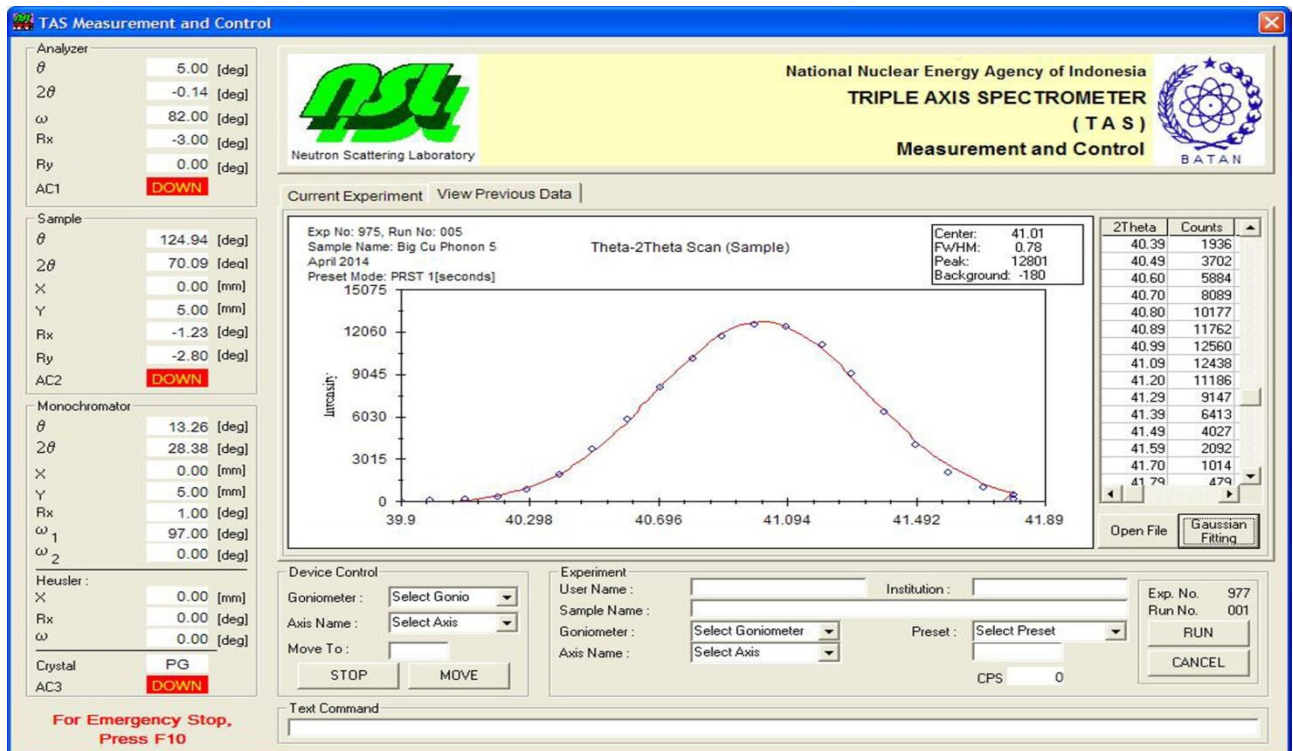 TAS Measurement and Control
Analyzer
θ 5.00 [deg]
2θ -0.14 [deg]
ω 82.00 [deg]
Rx -3.00 [deg]
Ry 0.00 [deg]
AC1 DOWN
Sample
θ 124.94 [deg]
2θ 70.09 [deg]
X 0.00 [mm]
Y 5.00 [mm]
Rx -1.23 [deg]
Ry -2.80 [deg]
AC2 DOWN
Monochromator
θ 13.26 [deg]
2θ 28.38 [deg]
X 0.00 [mm]
Y 5.00 [mm]
Rx 1.00 [deg]
ω 1 97.00 [deg]
ω 2 0.00 [deg]
Heusler :
X 0.00 [mm]
Rx 0.00 [deg]
ω 0.00 [deg]
Crystal PG
AC3 DOWN
For Emergency Stop,
Press F10
nsl
Neutron Scattering Laboratory
National Nuclear Energy Agency of Indonesia
TRIPLE AXIS SPECTROMETER
( T A S )
Measurement and Control
BATAN
Current Experiment View Previous Data
Exp No: 975, Run No: 005
Sample Name: Big Cu Phonon 5
April 2014
Preset Mode: PRST 1[seconds]
Theta-2Theta Scan (Sample)
Center: 41.01
FWHM: 0.78
Peak: 12801
Background: -180
15075
12060
9045
6030
3015
0
Intensity
39.9 40.298 40.696 41.094 41.492 41.89
2Theta Counts
40.39 1936
40.49 3702
40.60 5884
40.70 8089
40.80 10177
40.89 11762
40.99 12560
41.09 12438
41.20 11186
41.29 9147
41.39 6413
41.49 4027
41.59 2092
41.70 1014
41.79 479
Open File
Gaussian
Fitting
Device Control
Goniometer : Select Gonio
Axis Name : Select Axis
Move To :
STOP MOVE
Experiment
User Name : Institution :
Sample Name :
Goniometer : Select Goniometer Preset : Select Preset
Axis Name : Select Axis
CPS 0
Exp. No. 977
Run No. 001
RUN
CANCEL
Text Command